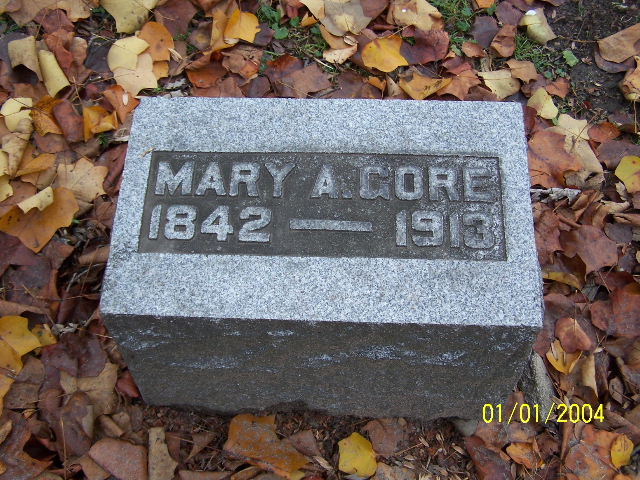 MARY A. GORE
1842 — 1913
01/01/2004